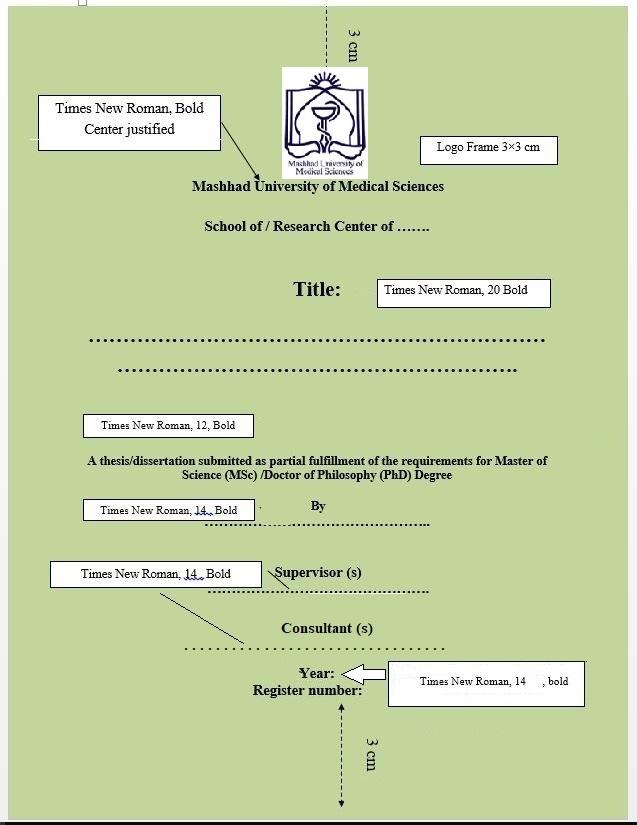 3 cm
Times New Roman, Bold
Center justified
Mashhad University of
Medical Sciences
Logo Frame 3×3 cm
Mashhad University of Medical Sciences
School of / Research Center of …….
Title:
Times New Roman, 20 Bold
Times New Roman, 12, Bold
A thesis/dissertation submitted as partial fulfillment of the requirements for Master of
Science (MSc) /Doctor of Philosophy (PhD) Degree
Times New Roman, 14 , Bold
By
Times New Roman, 14 , Bold
Supervisor (s)
Consultant (s)
Year:
Times New Roman, 14 , bold
Register number:
3 cm